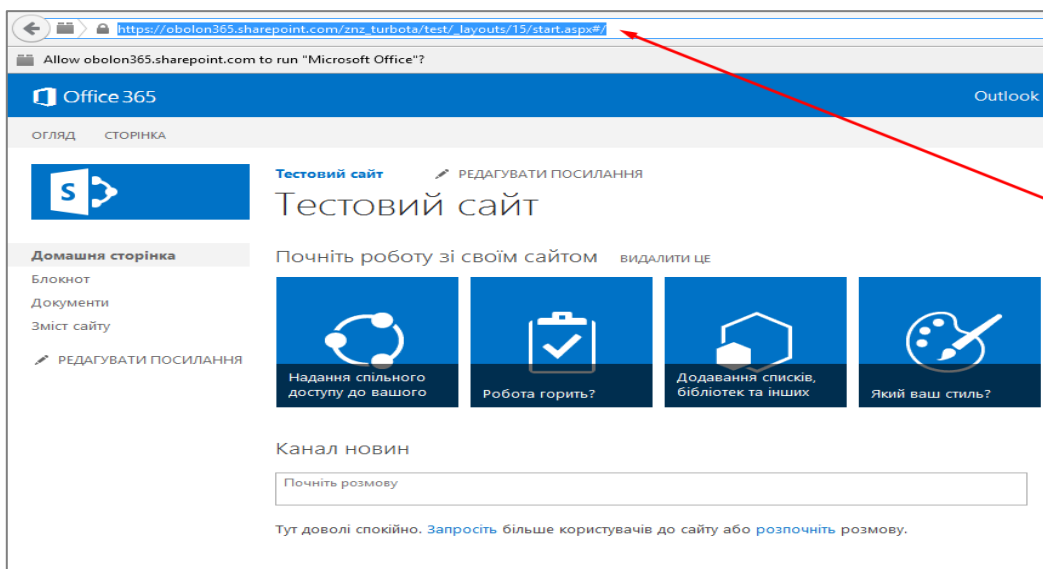 https://obolon365.sharepoint.com/znz_turbota/test/_layouts/15/start.aspx#/
Allow obolon365.sharepoint.com to run "Microsoft Office"?
Office 365
Outlook
ОГЛЯД СТОРІНКА
S
Тестовий сайт РЕДАГУВАТИ ПОСИЛАННЯ
Тестовий сайт
Домашня сторінка
Блокнот
Документи
Зміст сайту
РЕДАГУВАТИ ПОСИЛАННЯ
Почніть роботу зі своїм сайтом ВИДАЛИТИ ЦЕ
Надання спільного
доступу до вашого
Робота горить?
Додавання списків,
бібліотек та інших
Який ваш стиль?
Канал новин
Почніть розмову
Тут доволі спокійно. Запросіть більше користувачів до сайту або розпочніть розмову.